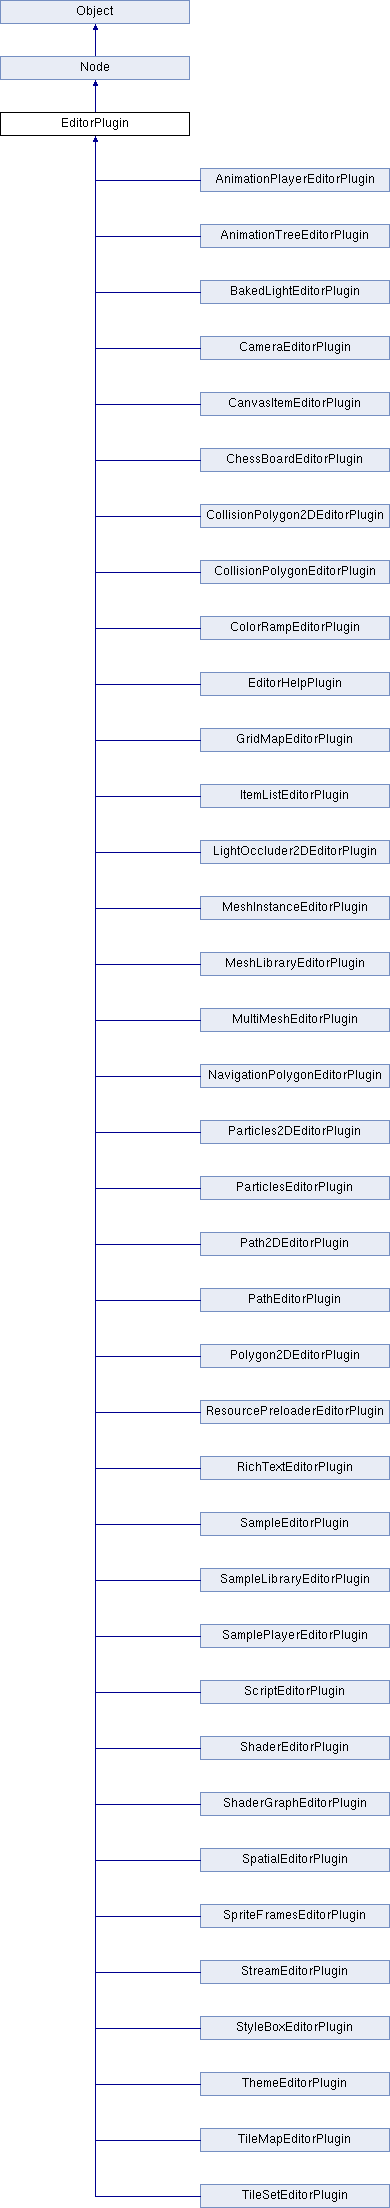 Object
Node
EditorPlugin
AnimationPlayerEditorPlugin
AnimationTreeEditorPlugin
BakedLightEditorPlugin
CameraEditorPlugin
CanvasItemEditorPlugin
ChessBoardEditorPlugin
CollisionPolygon2DEditorPlugin
CollisionPolygonEditorPlugin
ColorRampEditorPlugin
EditorHelpPlugin
GridMapEditorPlugin
ItemListEditorPlugin
LightOccluder2DEditorPlugin
MeshInstanceEditorPlugin
MeshLibraryEditorPlugin
MultiMeshEditorPlugin
NavigationPolygonEditorPlugin
Particles2DEditorPlugin
ParticlesEditorPlugin
Path2DEditorPlugin
PathEditorPlugin
Polygon2DEditorPlugin
ResourcePreloaderEditorPlugin
RichTextEditorPlugin
SampleEditorPlugin
SampleLibraryEditorPlugin
SamplePlayerEditorPlugin
ScriptEditorPlugin
ShaderEditorPlugin
ShaderGraphEditorPlugin
SpatialEditorPlugin
SpriteFramesEditorPlugin
StreamEditorPlugin
StyleBoxEditorPlugin
ThemeEditorPlugin
TileMapEditorPlugin
TileSetEditorPlugin